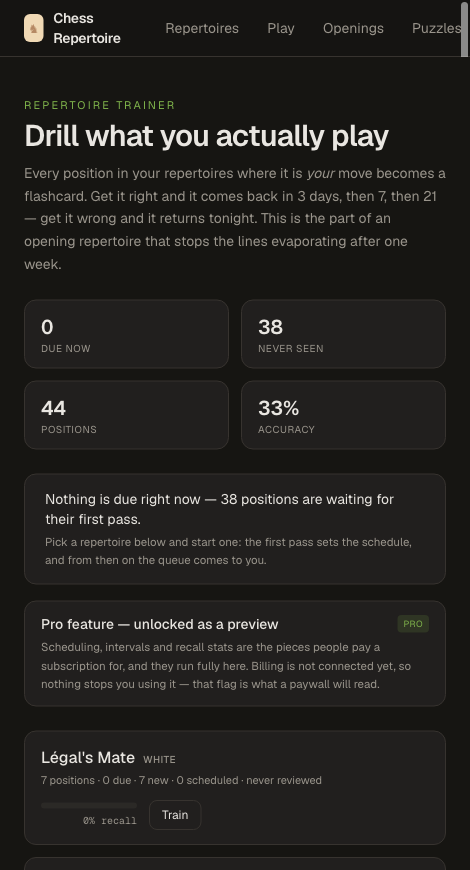 Chess
Repertoire
Repertoires Play Openings Puzzles
REPERTOIRE TRAINER
Drill what you actually play
Every position in your repertoires where it is your move becomes a
flashcard. Get it right and it comes back in 3 days, then 7, then 21
— get it wrong and it returns tonight. This is the part of an
opening repertoire that stops the lines evaporating after one
week.
0
DUE NOW
38
NEVER SEEN
44
POSITIONS
33%
ACCURACY
Nothing is due right now — 38 positions are waiting for
their first pass.
Pick a repertoire below and start one: the first pass sets the schedule,
and from then on the queue comes to you.
Pro feature — unlocked as a preview PRO
Scheduling, intervals and recall stats are the pieces people pay a
subscription for, and they run fully here. Billing is not connected yet, so
nothing stops you using it — that flag is what a paywall will read.
Légal's Mate WHITE
7 positions · 0 due · 7 new · 0 scheduled · never reviewed
0% recall
Train